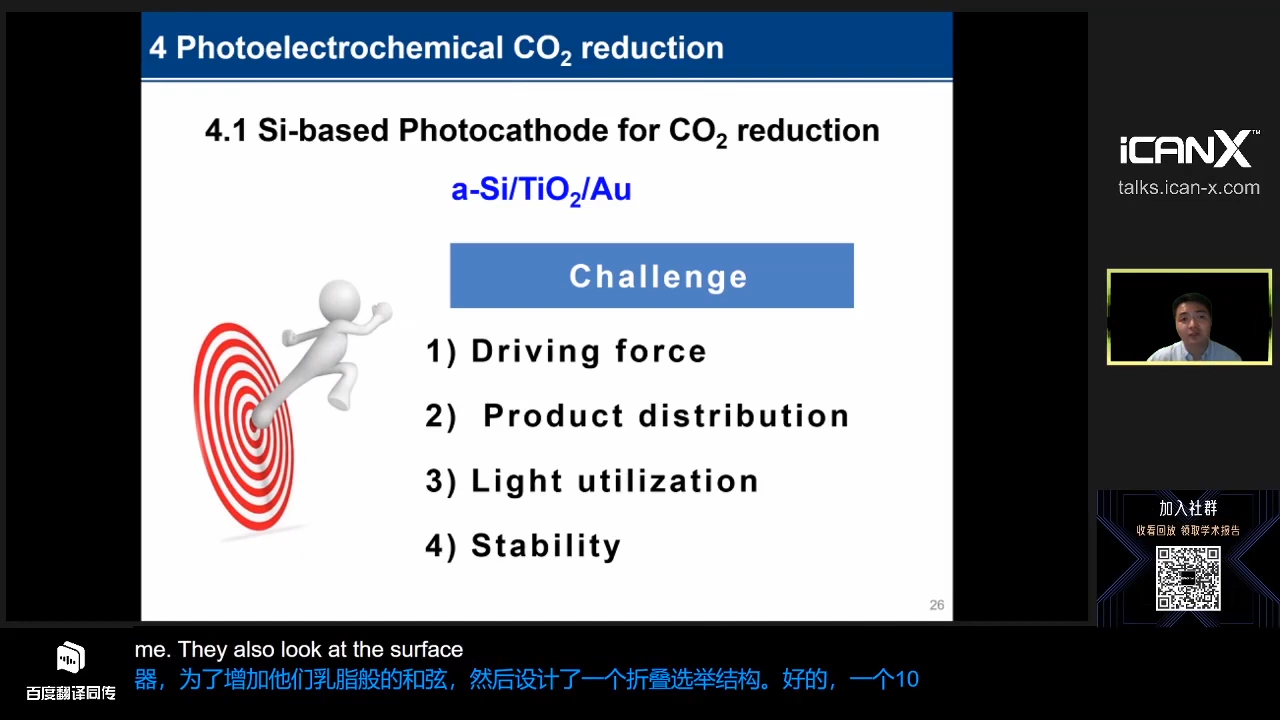 4 Photoelectrochemical CO₂ reduction
4.1 Si-based Photocathode for CO₂ reduction
a-Si/TiO₂/Au
Challenge
1) Driving force
2) Product distribution
3) Light utilization
4) Stability
26
iCANX™
talks.ican-x.com
加入社群
收看回放 领取学术报告
百度翻译同传
me. They also look at the surface
器，为了增加他们乳脂般的和弦，然后设计了一个折叠选举结构。好的，一个10